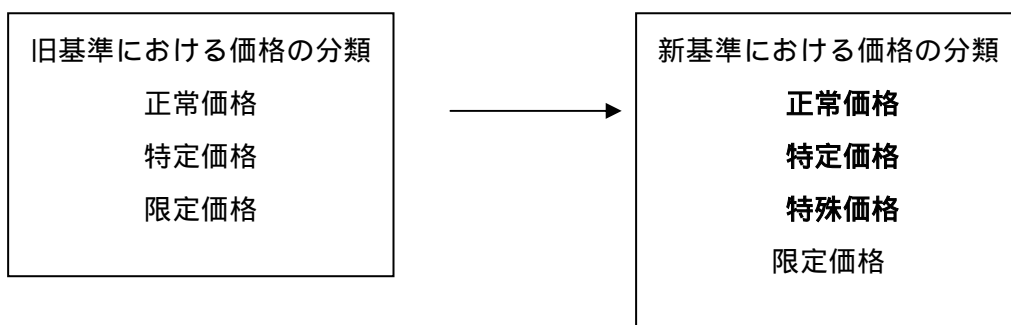 旧基準における価格の分類
正常価格
特定価格
限定価格
新基準における価格の分類
正常価格
特定価格
特殊価格
限定価格